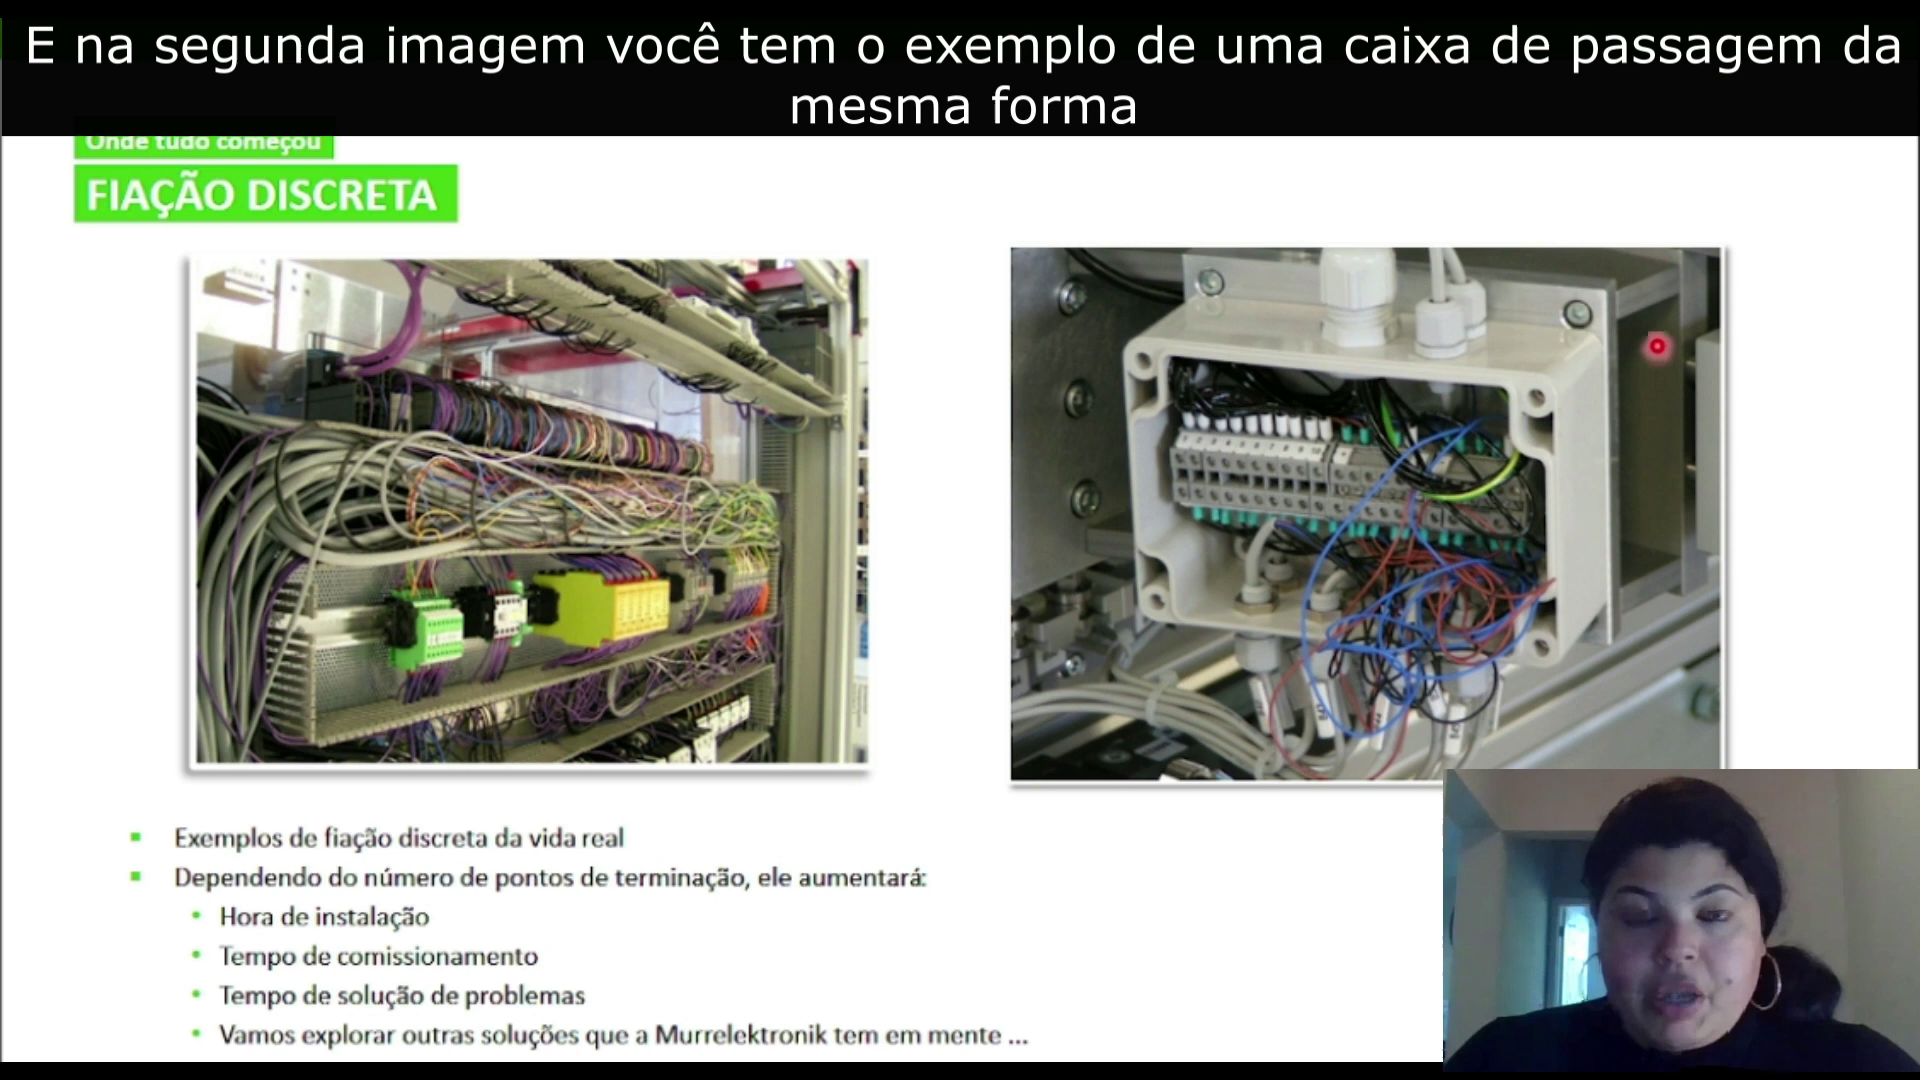 E na segunda imagem você tem o exemplo de uma caixa de passagem da
mesma forma
Onde tudo começou
FIAÇÃO DISCRETA
Exemplos de fiação discreta da vida real
Dependendo do número de pontos de terminação, ele aumentará:
Hora de instalação
Tempo de comissionamento
Tempo de solução de problemas
Vamos explorar outras soluções que a Murrelektronik tem em mente ...